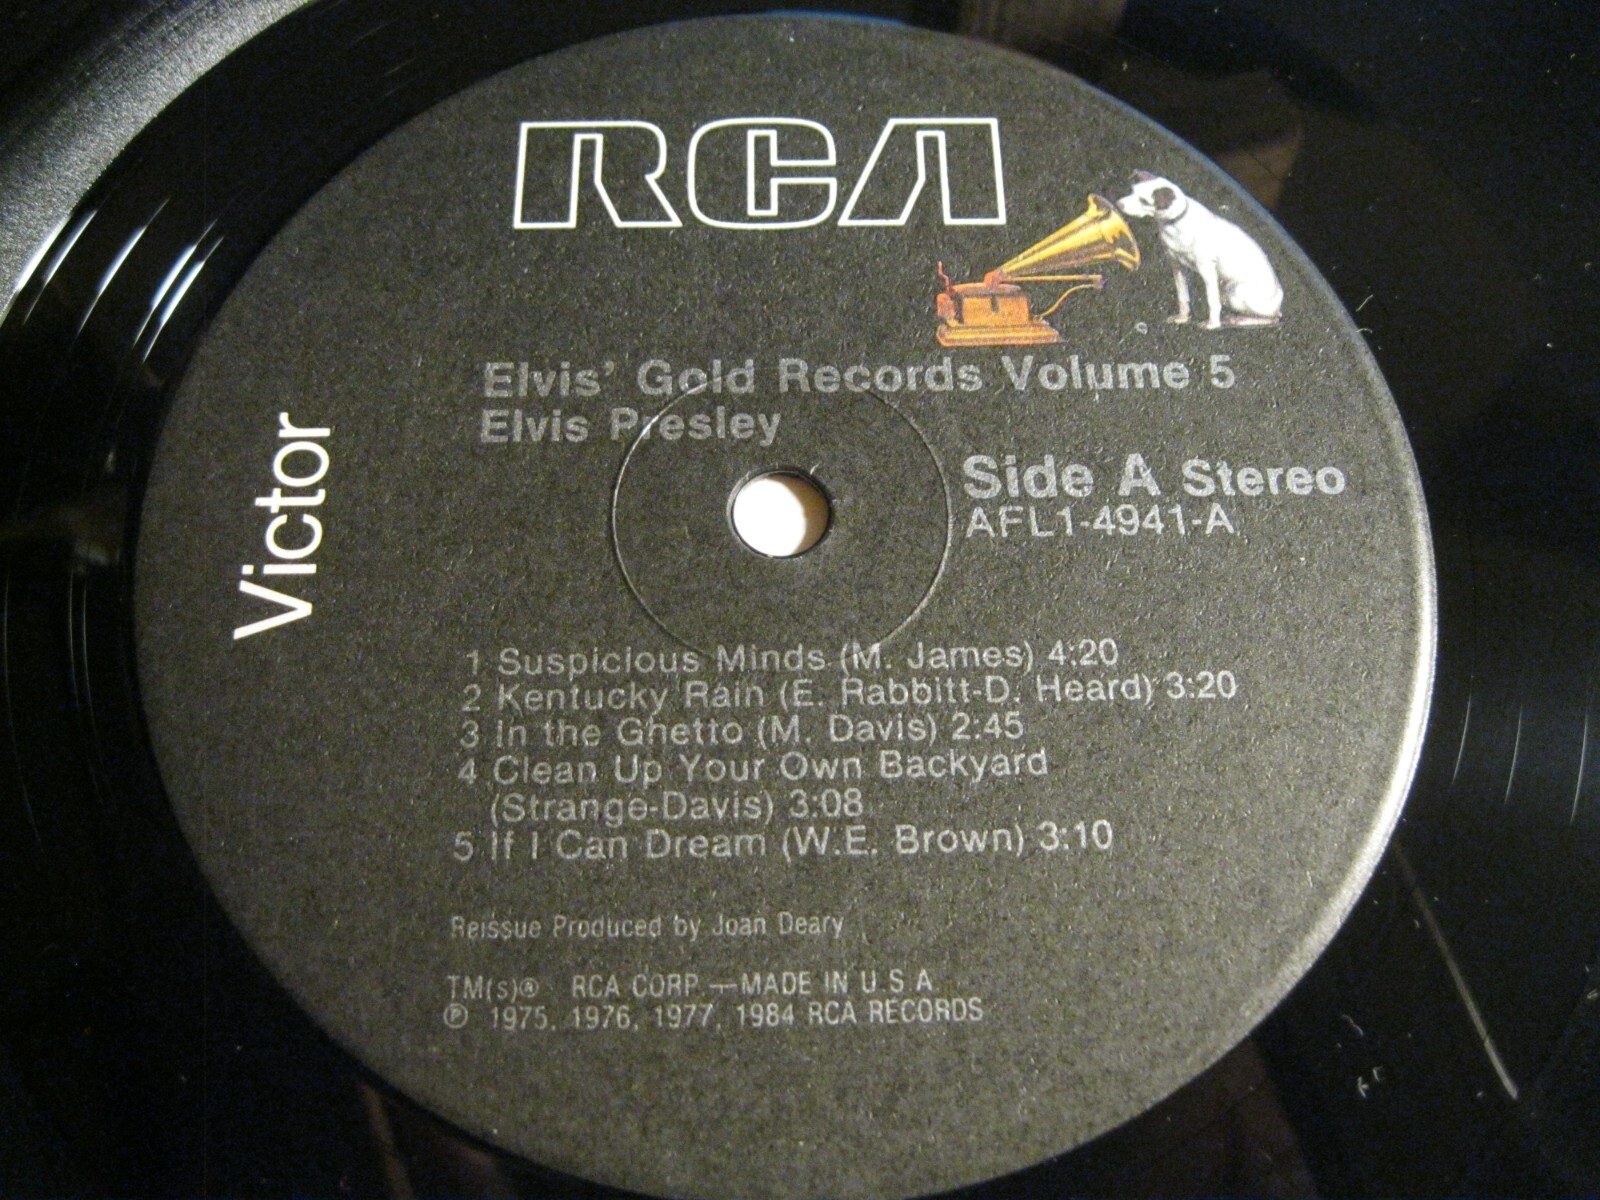 RCA
Elvis' Gold Records Volume 5
Elvis Presley
Victor
Side A Stereo
AFL1-4941-A
1 Suspicious Minds (M. James) 4:20
2 Kentucky Rain (E. Rabbitt-D. Heard) 3:20
3 In the Ghetto (M. Davis) 2:45
4 Clean Up Your Own Backyard
(Strange-Davis) 3:08
5 If I Can Dream (W.E. Brown) 3:10
Reissue Produced by Joan Deary
TM(s)® RCA CORP.—MADE IN U.S.A.
℗ 1975, 1976, 1977, 1984 RCA RECORDS